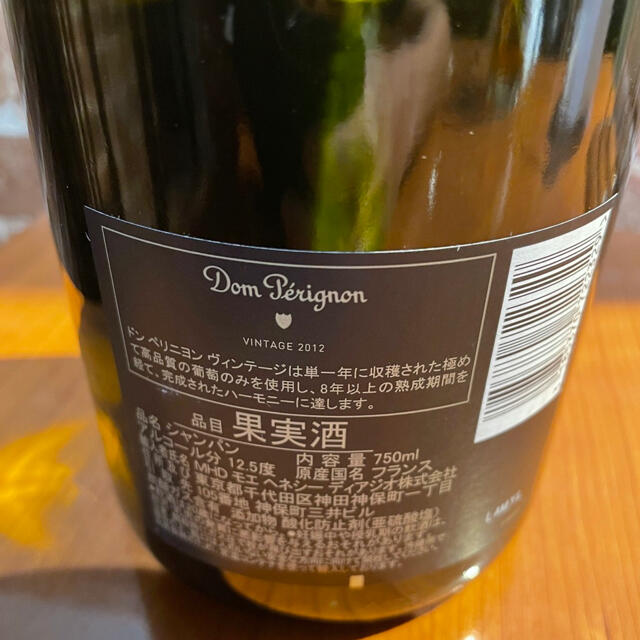 Dom Pérignon
VINTAGE 2012
ドン ペリニヨン ヴィンテージは単一年に収穫された極め
て高品質の葡萄のみを使用し、8年以上の熟成期間を
経て、完成されたハーモニーに達します。
品目 果実酒
品名 シャンパン 内容量 750ml
アルコール分 12.5度 原産国名 フランス
MHD モエ ヘネシー ディアジオ株式会社
東京都千代田区神田神保町一丁目
105番地 神保町三井ビル
添加物 酸化防止剤(亜硫酸塩)